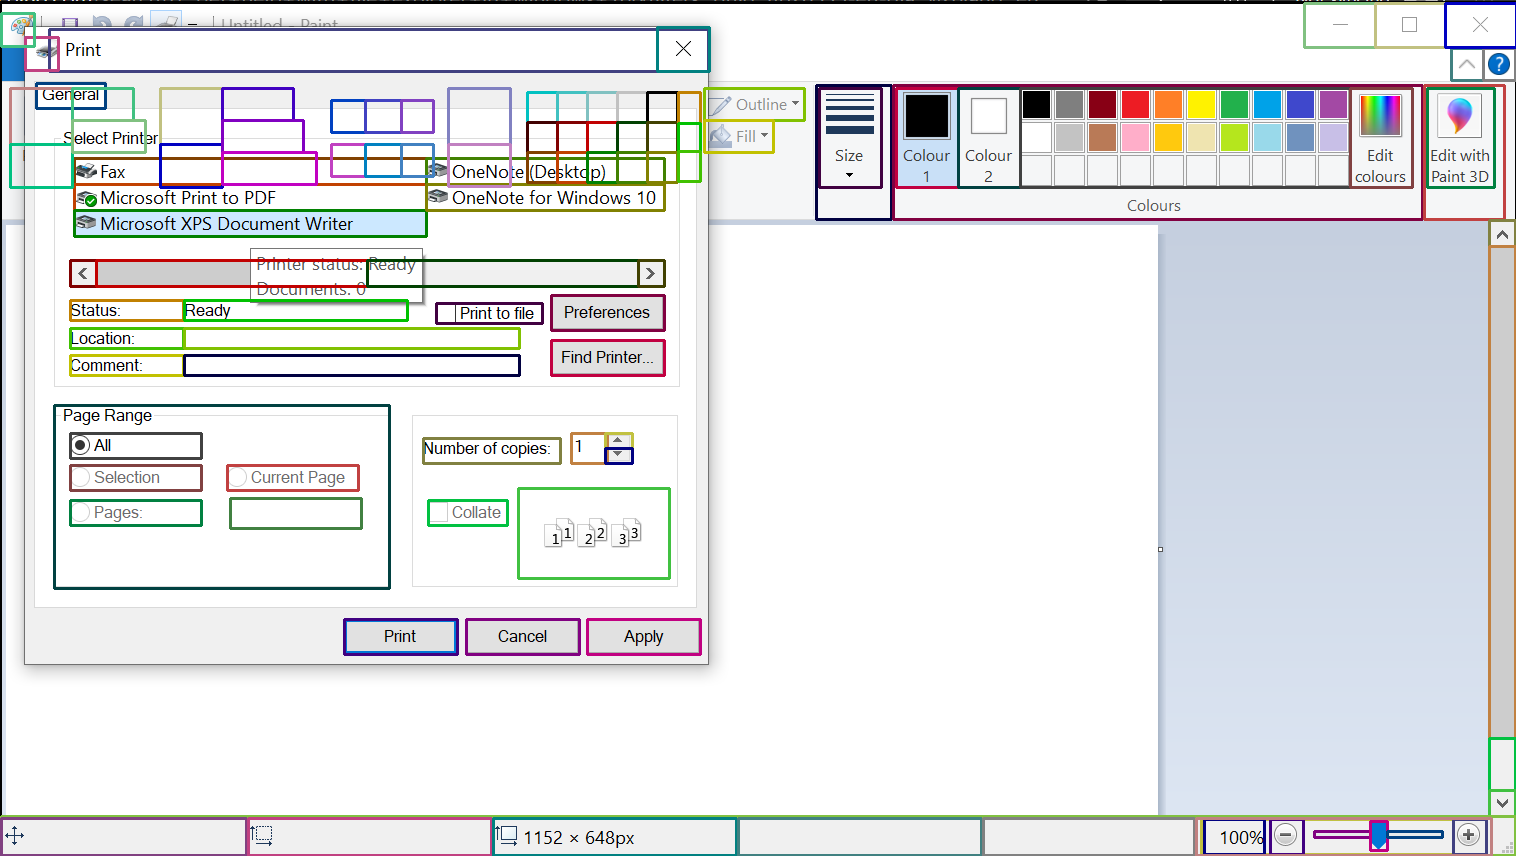 Untitled - Paint
Print
General
Select Printer
Fax
OneNote (Desktop)
Microsoft Print to PDF
OneNote for Windows 10
Microsoft XPS Document Writer
Printer status: Ready
Documents: 0
Status:
Ready
Print to file
Preferences
Location:
Comment:
Find Printer...
Page Range
All
Selection
Current Page
Pages:
Number of copies:
1
Collate
1 1 2 2 3 3
Print
Cancel
Apply
Outline
Fill
Size
Colour
1
Colour
2
Edit
colours
Edit with
Paint 3D
Colours
1152 × 648px
100%